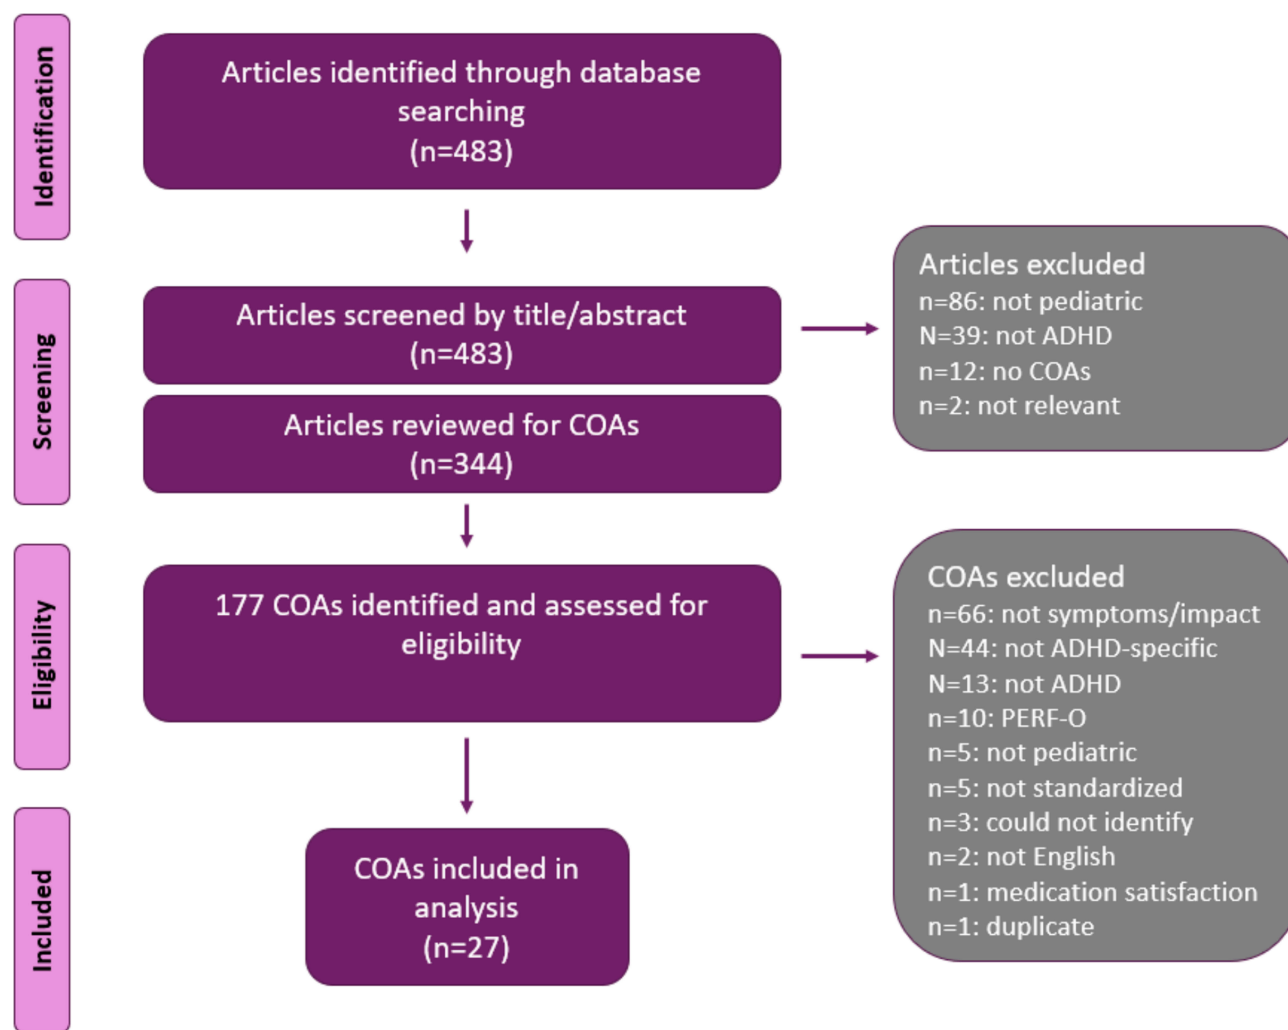 Identification
Articles identified through database
searching
(n=483)
Screening
Articles screened by title/abstract
(n=483)
Articles excluded
n=86: not pediatric
N=39: not ADHD
n=12: no COAs
n=2: not relevant
Articles reviewed for COAs
(n=344)
Eligibility
177 COAs identified and assessed for
eligibility
COAs excluded
n=66: not symptoms/impact
N=44: not ADHD-specific
N=13: not ADHD
n=10: PERF-O
n=5: not pediatric
n=5: not standardized
n=3: could not identify
n=2: not English
n=1: medication satisfaction
n=1: duplicate
Included
COAs included in
analysis
(n=27)